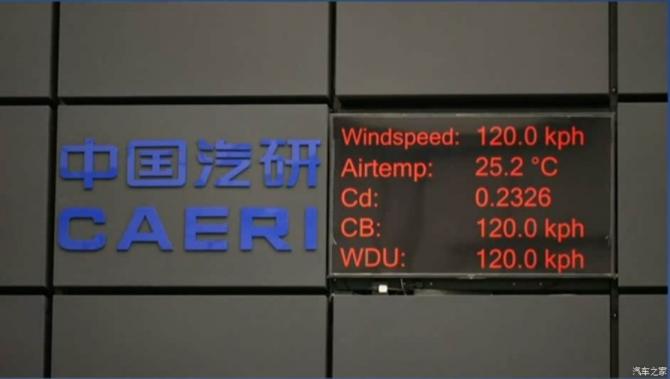 中国汽研
CAERI
Windspeed: 120.0 kph
Airtemp: 25.2 °C
Cd: 0.2326
CB: 120.0 kph
WDU: 120.0 kph
汽车之家